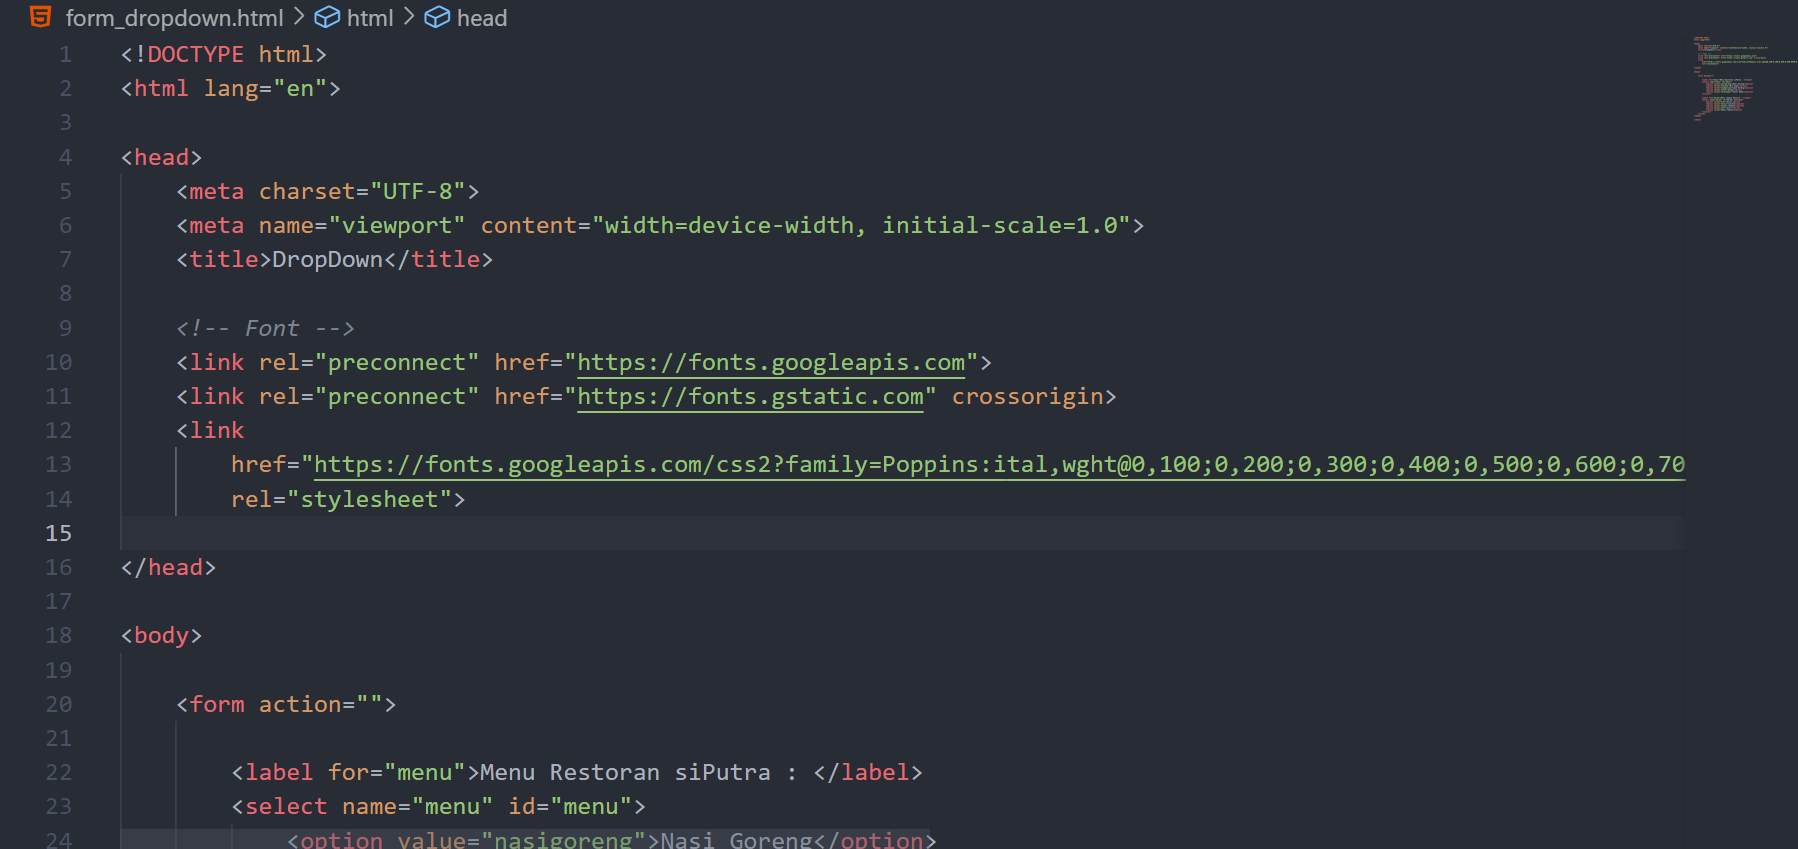 form_dropdown.html > html > head
1 <!DOCTYPE html>
2 <html lang="en">
3
4 <head>
5 <meta charset="UTF-8">
6 <meta name="viewport" content="width=device-width, initial-scale=1.0">
7 <title>DropDown</title>
8
9 <!-- Font -->
10 <link rel="preconnect" href="https://fonts.googleapis.com">
11 <link rel="preconnect" href="https://fonts.gstatic.com" crossorigin>
12 <link
13 href="https://fonts.googleapis.com/css2?family=Poppins:ital,wght@0,100;0,200;0,300;0,400;0,500;0,600;0,70
14 rel="stylesheet">
15
16 </head>
17
18 <body>
19
20 <form action="">
21
22 <label for="menu">Menu Restoran siPutra : </label>
23 <select name="menu" id="menu">
24 <option value="nasigoreng">Nasi Goreng</option>